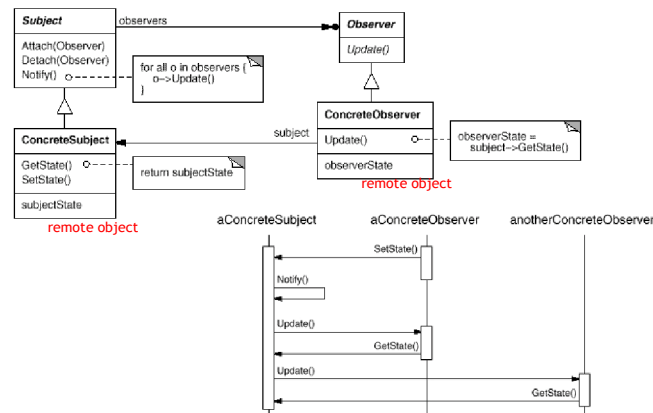 Subject
observers
Observer
Attach(Observer)
Detach(Observer)
Notify()
for all o in observers {
o->Update()
}
Update()
ConcreteSubject
GetState()
SetState()
subjectState
return subjectState
subject
ConcreteObserver
Update()
observerState
observerState =
subject->GetState()
remote object
remote object
aConcreteSubject
aConcreteObserver
anotherConcreteObserver
SetState()
Notify()
Update()
GetState()
Update()
GetState()